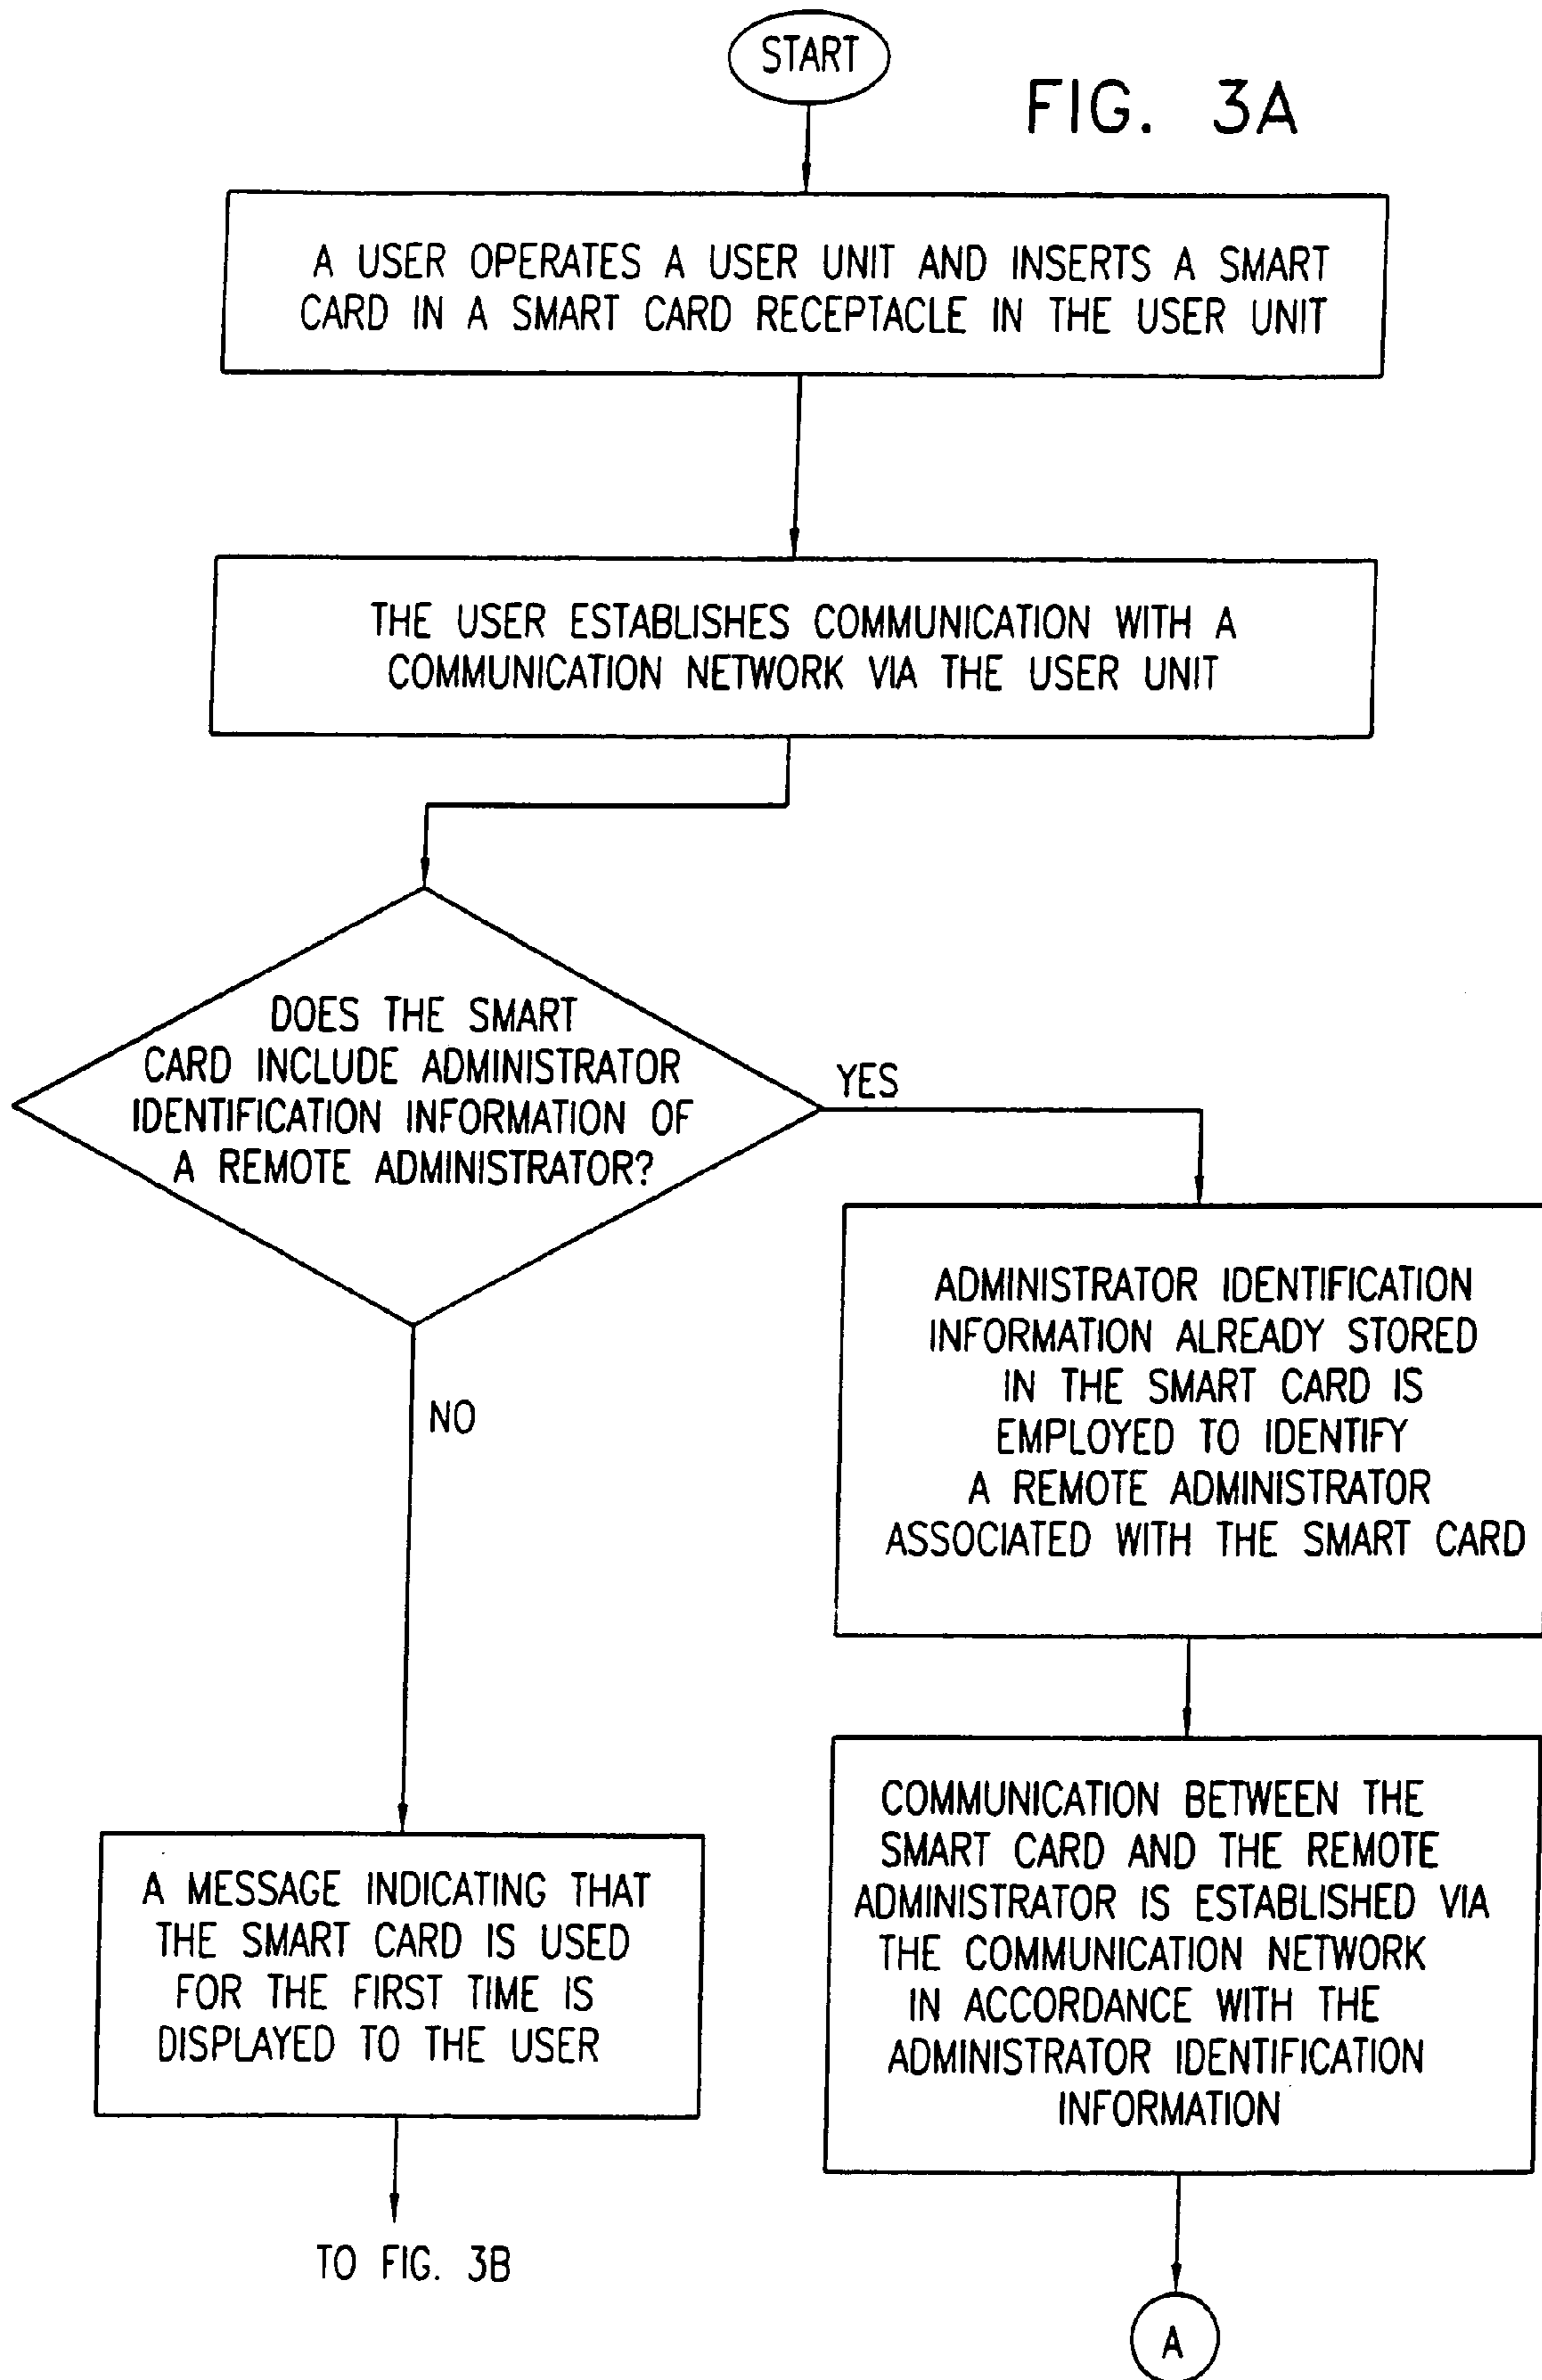 START
FIG. 3A
A USER OPERATES A USER UNIT AND INSERTS A SMART
CARD IN A SMART CARD RECEPTACLE IN THE USER UNIT
THE USER ESTABLISHES COMMUNICATION WITH A
COMMUNICATION NETWORK VIA THE USER UNIT
DOES THE SMART
CARD INCLUDE ADMINISTRATOR
IDENTIFICATION INFORMATION OF
A REMOTE ADMINISTRATOR?
YES
ADMINISTRATOR IDENTIFICATION
INFORMATION ALREADY STORED
IN THE SMART CARD IS
EMPLOYED TO IDENTIFY
A REMOTE ADMINISTRATOR
ASSOCIATED WITH THE SMART CARD
NO
COMMUNICATION BETWEEN THE
SMART CARD AND THE REMOTE
ADMINISTRATOR IS ESTABLISHED VIA
THE COMMUNICATION NETWORK
IN ACCORDANCE WITH THE
ADMINISTRATOR IDENTIFICATION
INFORMATION
A MESSAGE INDICATING THAT
THE SMART CARD IS USED
FOR THE FIRST TIME IS
DISPLAYED TO THE USER
TO FIG. 3B
A